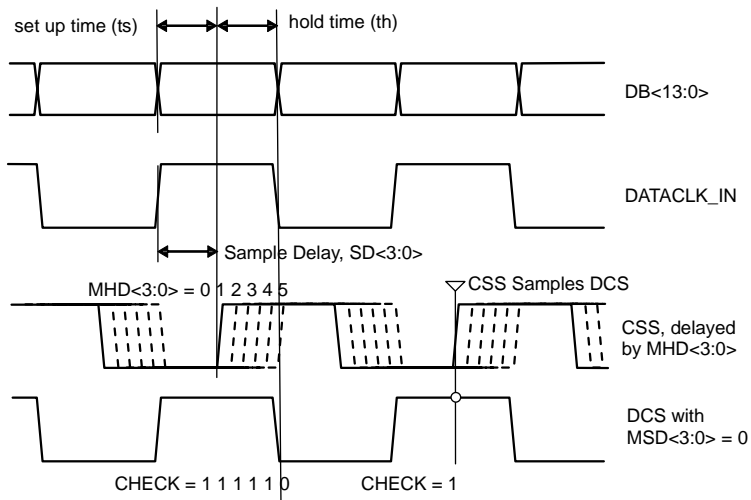 set up time (ts)
hold time (th)
DB<13:0>
DATACLK_IN
Sample Delay, SD<3:0>
MHD<3:0> = 0 1 2 3 4 5
CSS Samples DCS
CSS, delayed
by MHD<3:0>
DCS with
MSD<3:0> = 0
CHECK = 1 1 1 1 1 0
CHECK = 1